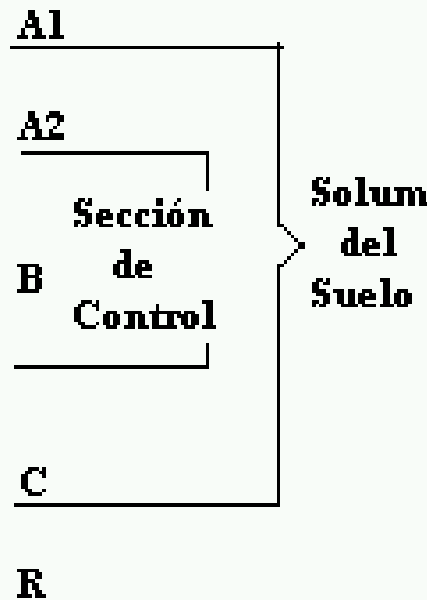 A1
A2
Sección
de
Control
B
Solum
del
Suelo
C
R